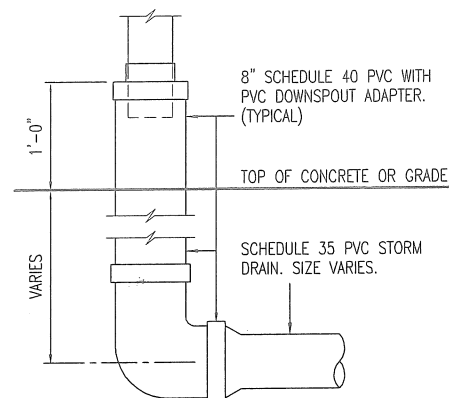 8" SCHEDULE 40 PVC WITH
PVC DOWNSPOUT ADAPTER.
(TYPICAL)
1'-0"
TOP OF CONCRETE OR GRADE
VARIES
SCHEDULE 35 PVC STORM
DRAIN. SIZE VARIES.